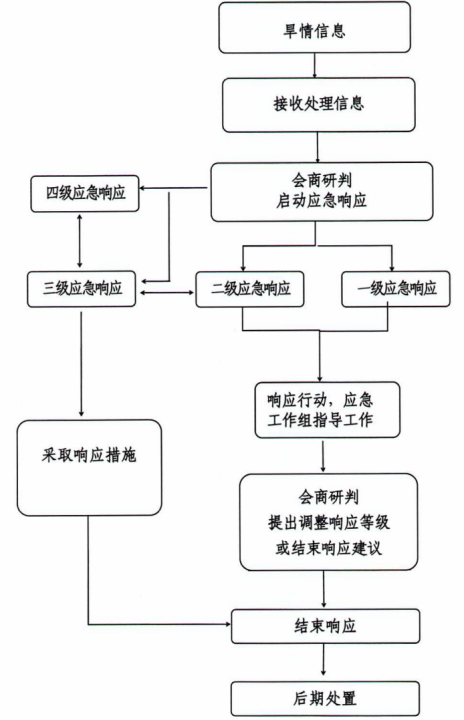 旱情信息
接收处理信息
会商研判
启动应急响应
四级应急响应
三级应急响应
二级应急响应
一级应急响应
响应行动，应急
工作组指导工作
采取响应措施
会商研判
提出调整响应等级
或结束响应建议
结束响应
后期处置